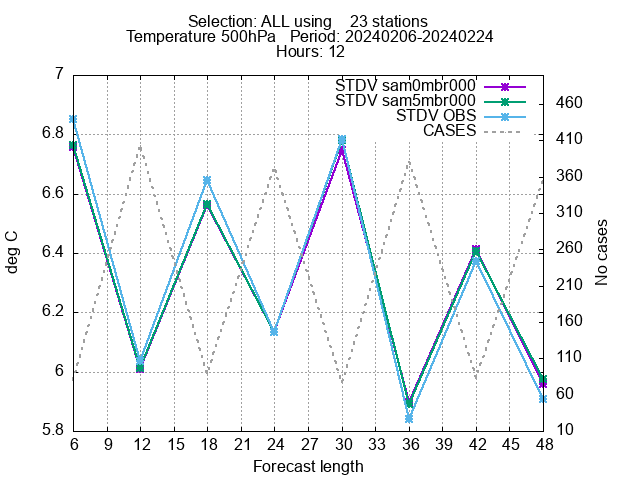 Selection: ALL using    23 stations
Temperature 500hPa   Period: 20240206-20240224
Hours: 12
STDV sam0mbr000
STDV sam5mbr000
STDV OBS
CASES
deg C
7
6.8
6.6
6.4
6.2
6
5.8
No cases
460
410
360
310
260
210
160
110
60
10
6 9 12 15 18 21 24 27 30 33 36 39 42 45 48
Forecast length